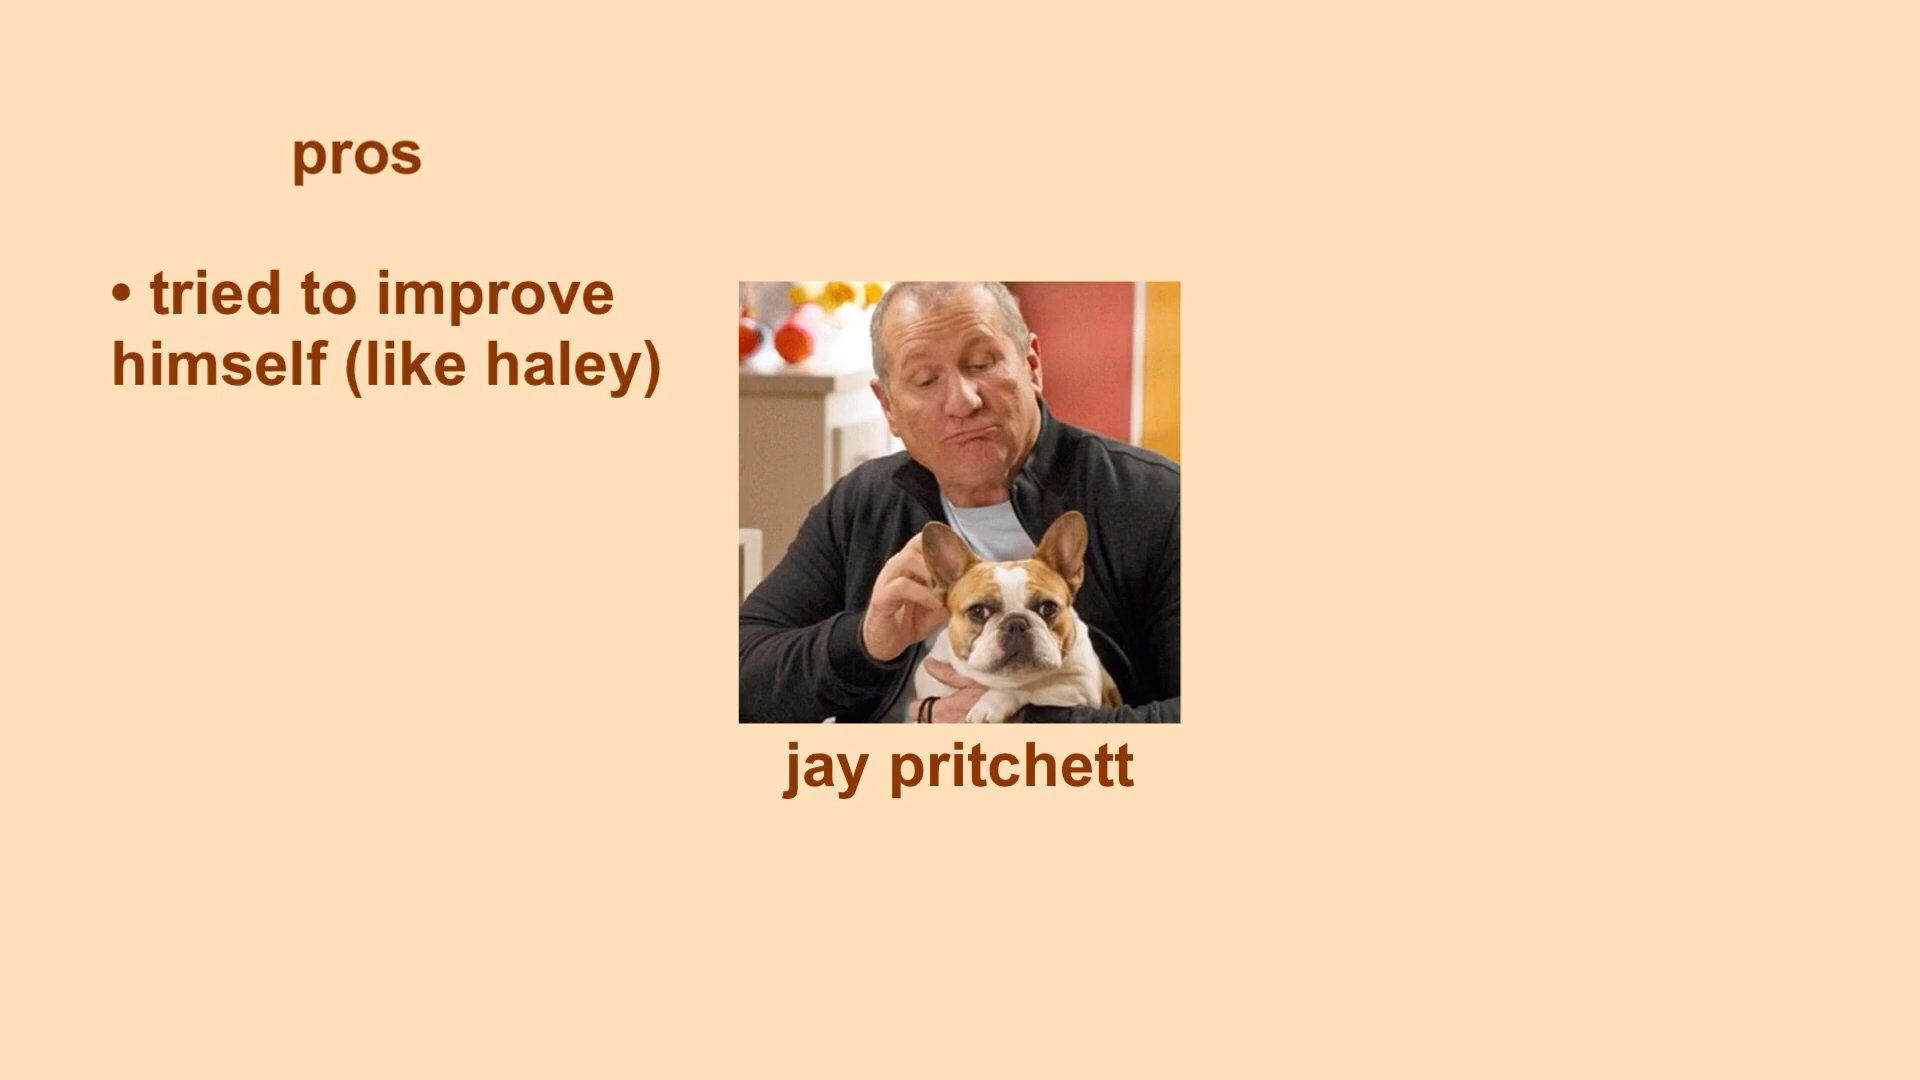 pros
• tried to improve
himself (like haley)
jay pritchett